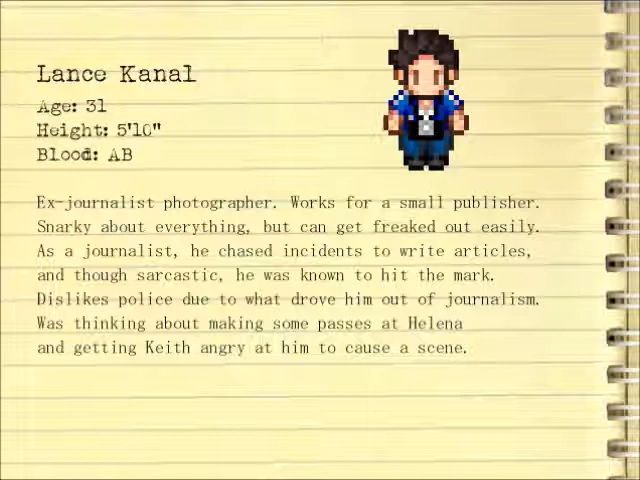 Lance Kanal
Age: 31
Height: 5'10"
Blood: AB
Ex-journalist photographer. Works for a small publisher.
Snarky about everything, but can get freaked out easily.
As a journalist, he chased incidents to write articles,
and though sarcastic, he was known to hit the mark.
Dislikes police due to what drove him out of journalism.
Was thinking about making some passes at Helena
and getting Keith angry at him to cause a scene.